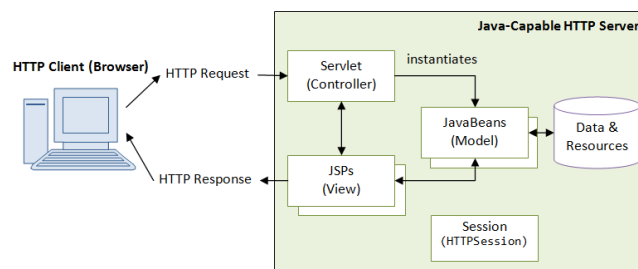 Java-Capable HTTP Server
HTTP Client (Browser)
HTTP Request
Servlet
(Controller)
instantiates
JavaBeans
(Model)
Data &
Resources
HTTP Response
JSPs
(View)
Session
(HTTPSession)